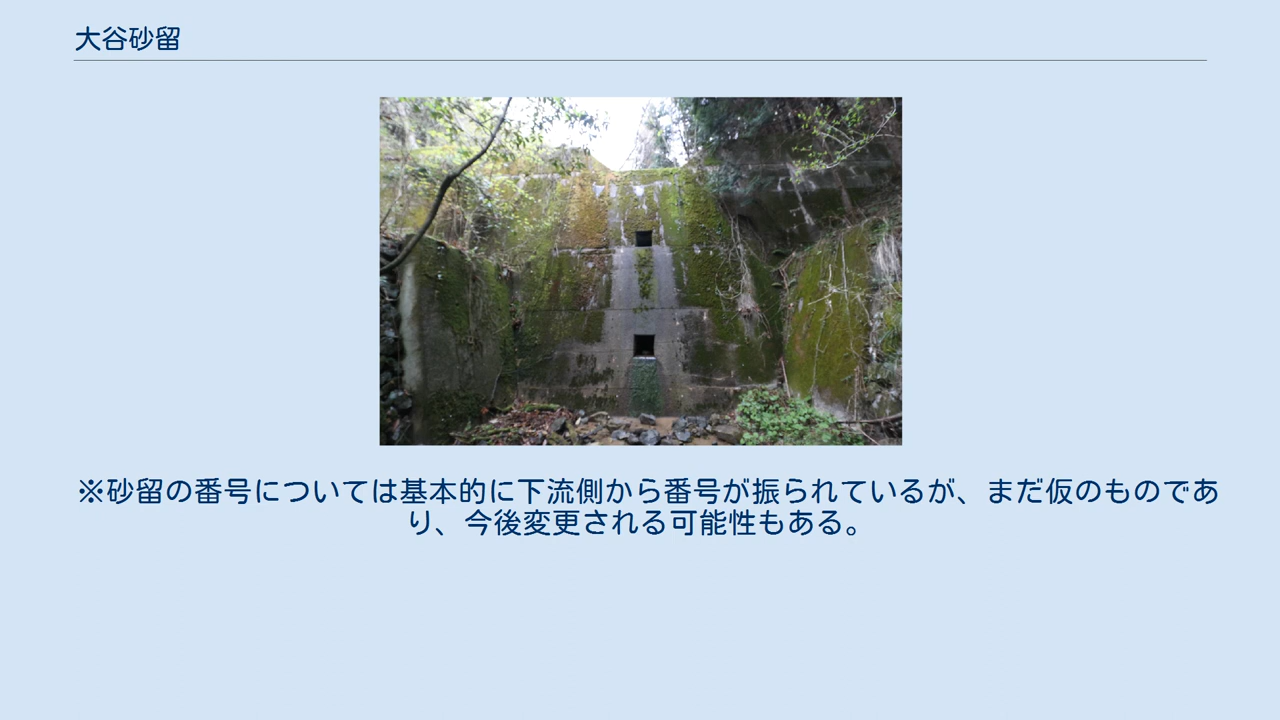 大谷砂留
※砂留の番号については基本的に下流側から番号が振られているが、まだ仮のものであ
り、今後変更される可能性もある。